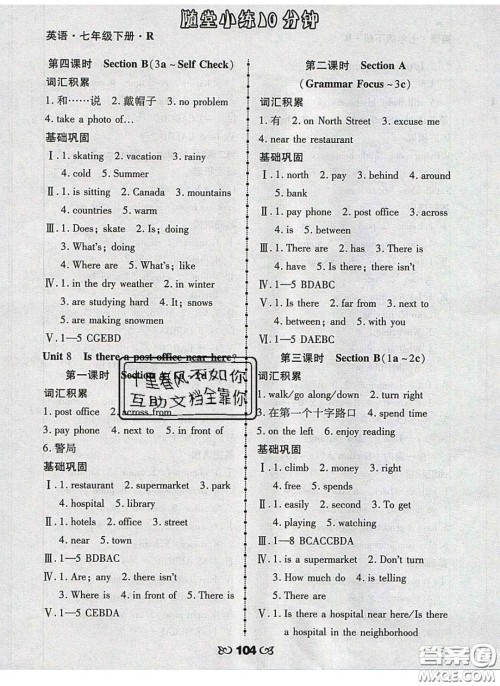 随堂小练10分钟
英语·七年级下册·R
第四课时 Section B(3a～Self Check)
词汇积累
1. 和……说 2. 戴帽子 3. no problem
4. take a photo of…
基础巩固
Ⅰ. 1. skating 2. vacation 3. rainy
4. cold 5. Summer
Ⅱ. 1. is sitting 2. Canada 3. mountains
4. countries 5. warm
Ⅲ. 1. Does; skate 2. Is; doing
3. What's; doing
4. Where are 5. What's; like
Ⅳ. 1. in the dry weather 2. in winter
3. are studying hard 4. It; snows
5. are making snowmen
Ⅴ. 1—5 CGEBD
Unit 8 Is there a post office near here?
第一课时 Section
词汇积累
1. post office 2. across from
3. pay phone 4. next to 5. in front of
6. 警局
基础巩固
Ⅰ. 1. restaurant 2. supermarket 3. park
4. hospital 5. library
Ⅱ. 1. hotels 2. office 3. street
4. near 5. town
Ⅲ. 1—5 BDBAC
Ⅳ. 1. Are; any 2. there isn't
3. Where is 4. in front of
5. There is
Ⅴ. 1—5 CEBDA
第二课时 Section A
(Grammar Focus～3c)
词汇积累
1. 有 2. on North Street 3. excuse me
4. near the restaurant
基础巩固
Ⅰ. 1. north 2. pay 3. behind 4. around
5. bank
Ⅱ. 1. pay phone 2. post office 3. across
4. is 5. between
Ⅲ. 1. There are 2. has 3. There is
4. have 5. Is there; there isn't
Ⅳ. 1—5 BDABC
Ⅴ. 1. Is there 2. far from 3. next to
4. between; and 5. in front of
Ⅵ. 1—5 DAEBC
第三课时 Section B(1a～2c)
词汇积累
1. walk/go along/down 2. turn right
3. 在第一个十字路口 4. spend time
5. on the left 6. enjoy reading
基础巩固
Ⅰ. 1. climb 2. money 3. right
4. free 5. spends
Ⅱ. 1. easily 2. second 3. To get
4. playing 5. sometimes
Ⅲ. 1—8 BCACCBDA
Ⅳ. 1. is a supermarket 2. Don't turn
3. How much do 4. is telling
5. There are
Ⅴ. 1. Is there a hospital near here/Is there
a hospital in the neighborhood
十里春风不如你
互助文档全靠你
104
答案圈
MXQE.COM